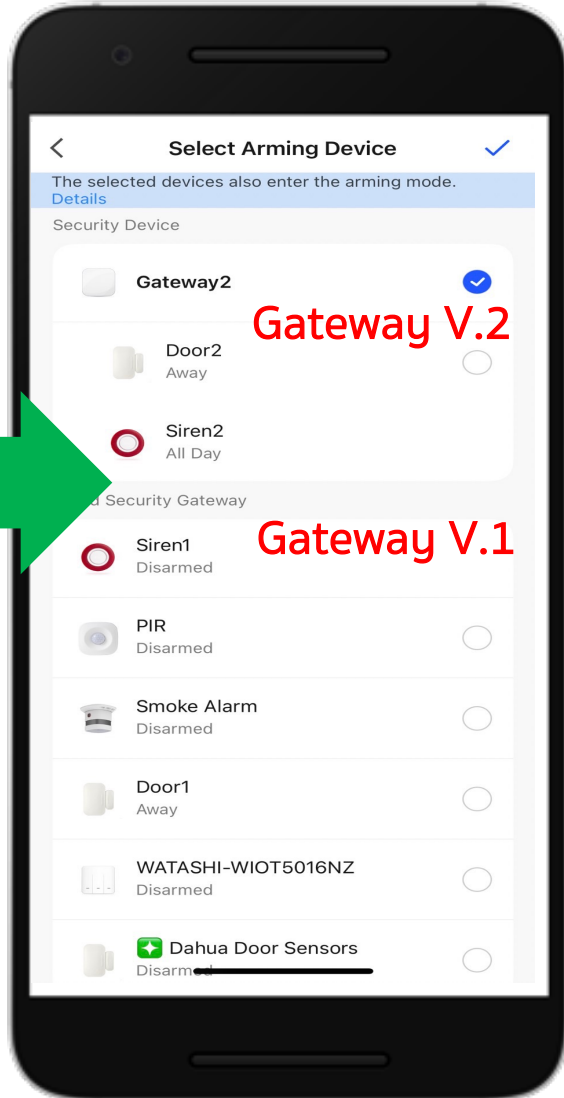 Select Arming Device
The selected devices also enter the arming mode.
Details
Security Device
Gateway2
Gateway V.2
Door2
Away
Siren2
All Day
Security Gateway
Siren1
Gateway V.1
Disarmed
PIR
Disarmed
Smoke Alarm
Disarmed
Door1
Away
WATASHI-WIOT5016NZ
Disarmed
Dahua Door Sensors
Disarmed